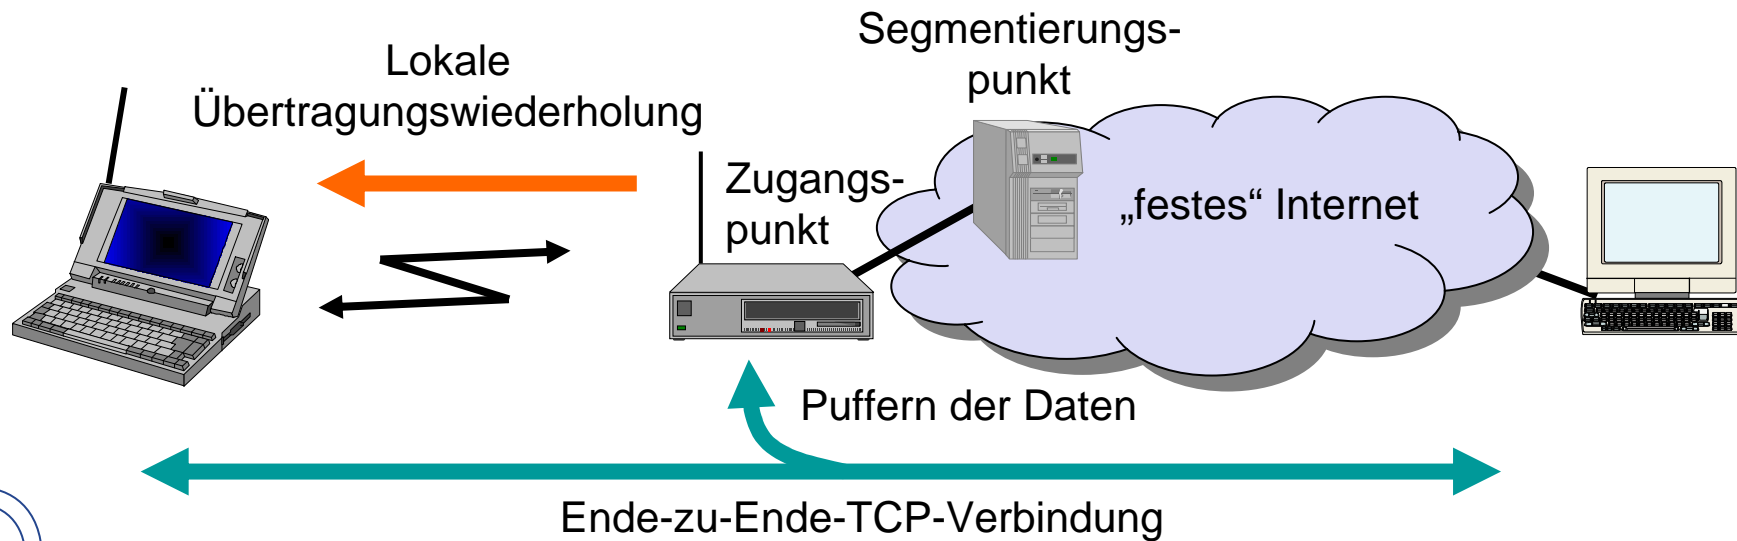 Segmentierungs-
punkt
Lokale
Übertragungswiederholung
Zugangs-
punkt
„festes“ Internet
Puffern der Daten
Ende-zu-Ende-TCP-Verbindung